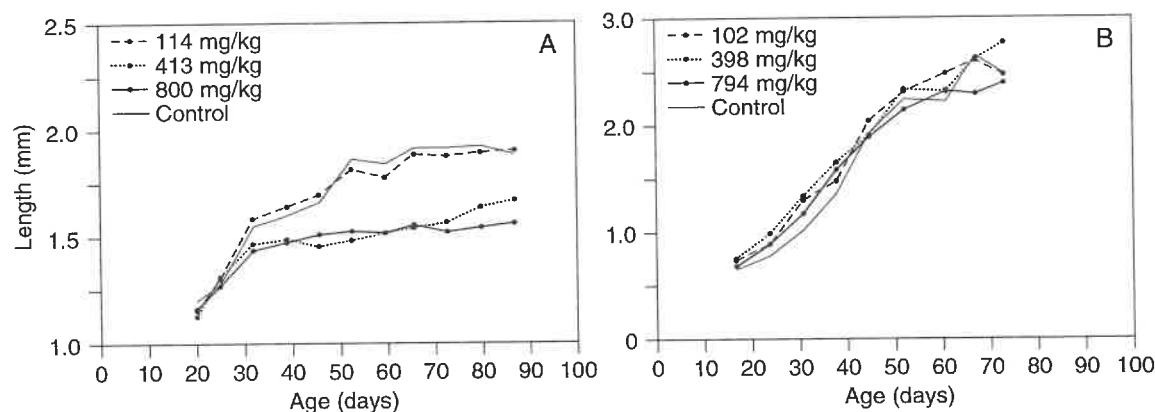 2.5
A
114 mg/kg
413 mg/kg
800 mg/kg
Control
2.0
1.5
1.0
Length (mm)
0 10 20 30 40 50 60 70 80 90 100
Age (days)
3.0
B
102 mg/kg
398 mg/kg
794 mg/kg
Control
2.0
1.0
0
0 10 20 30 40 50 60 70 80 90 100
Age (days)